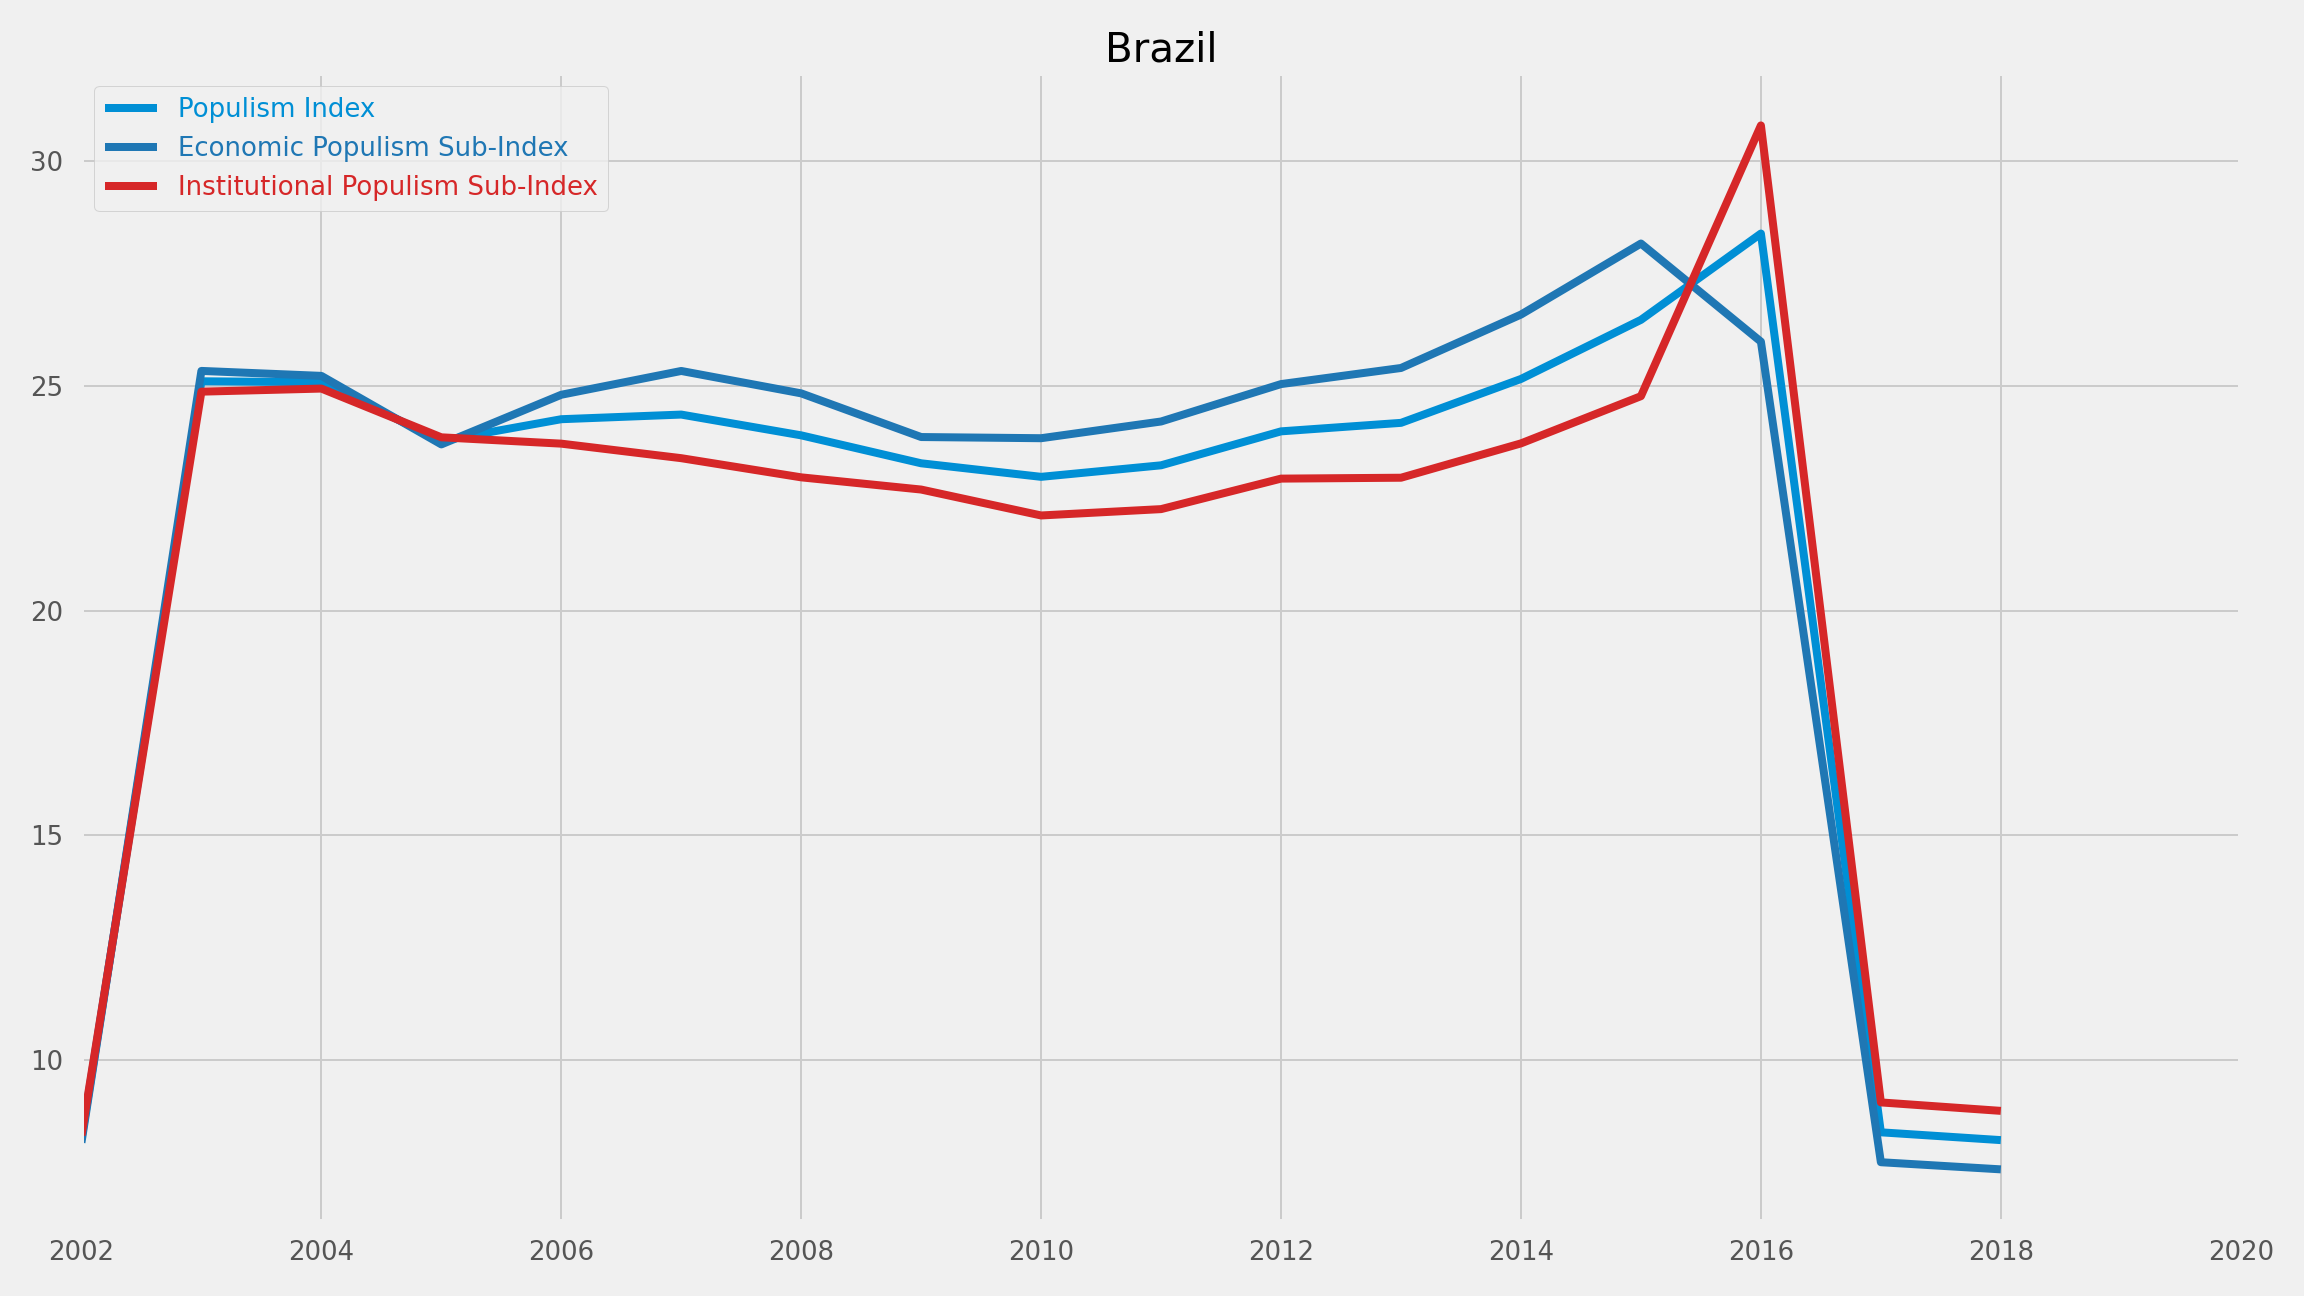 Brazil
Populism Index
Economic Populism Sub-Index
Institutional Populism Sub-Index
30
25
20
15
10
2002 2004 2006 2008 2010 2012 2014 2016 2018 2020